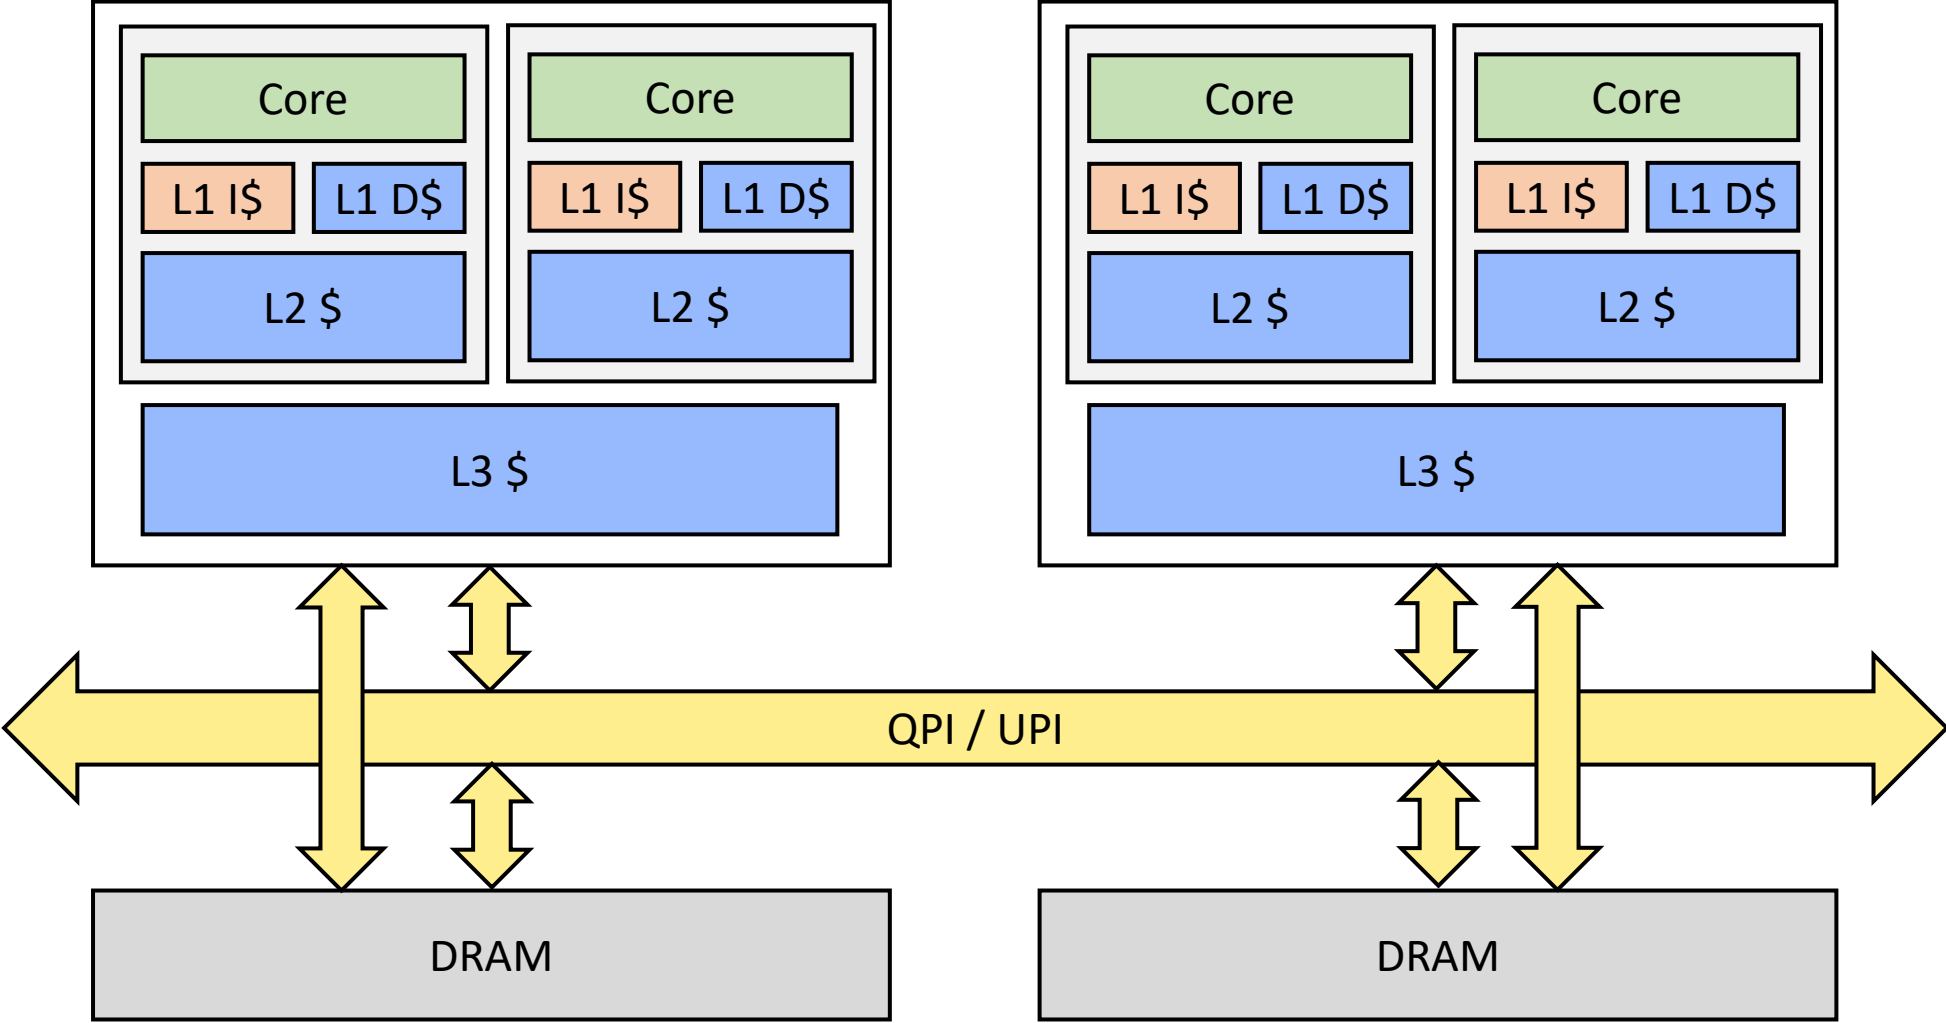 Core
Core
Core
Core
L1 I$
L1 D$
L1 I$
L1 D$
L1 I$
L1 D$
L1 I$
L1 D$
L2 $
L2 $
L2 $
L2 $
L3 $
L3 $
QPI / UPI
DRAM
DRAM